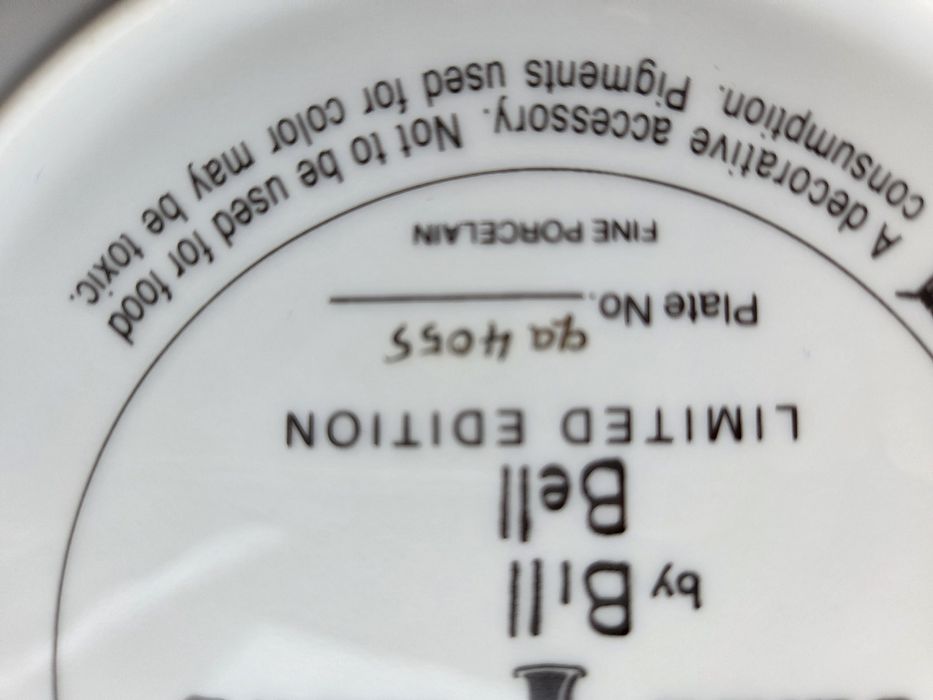 by Bill
Bell
LIMITED EDITION
Plate No. qa 4055
FINE PORCELAIN
A decorative accessory. Not to be used for food
consumption. Pigments used for color may be toxic.